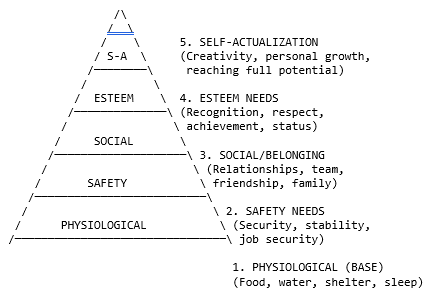 5. SELF-ACTUALIZATION
S-A (Creativity, personal growth,
reaching full potential)
ESTEEM 4. ESTEEM NEEDS
(Recognition, respect,
achievement, status)
SOCIAL
3. SOCIAL/BELONGING
(Relationships, team,
SAFETY friendship, family)
2. SAFETY NEEDS
PHYSIOLOGICAL (Security, stability,
job security)
1. PHYSIOLOGICAL (BASE)
(Food, water, shelter, sleep)